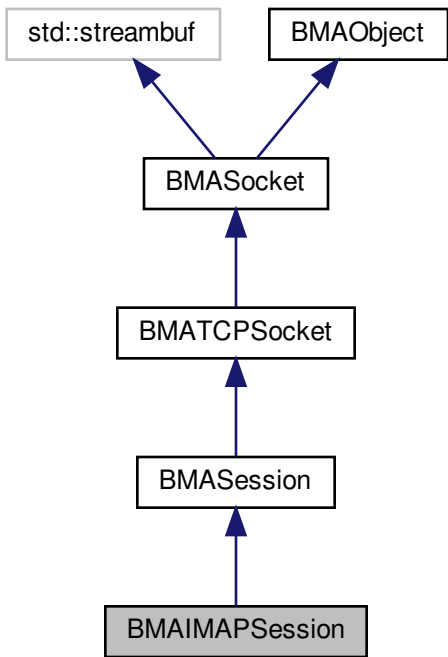 std::streambuf
BMAObject
BMASocket
BMATCPSocket
BMASession
BMAIMAPSession